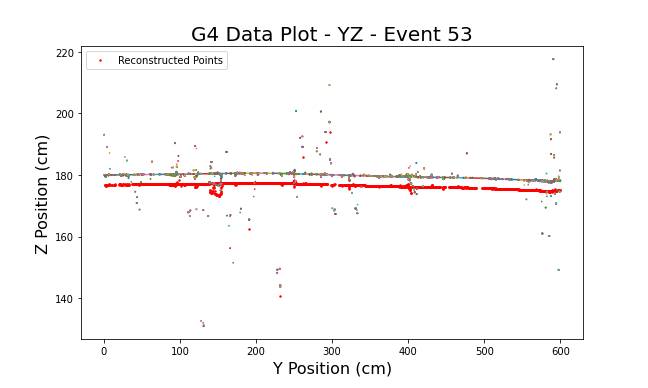 G4 Data Plot - YZ - Event 53
Reconstructed Points
220
200
180
160
140
Z Position (cm)
0 100 200 300 400 500 600
Y Position (cm)